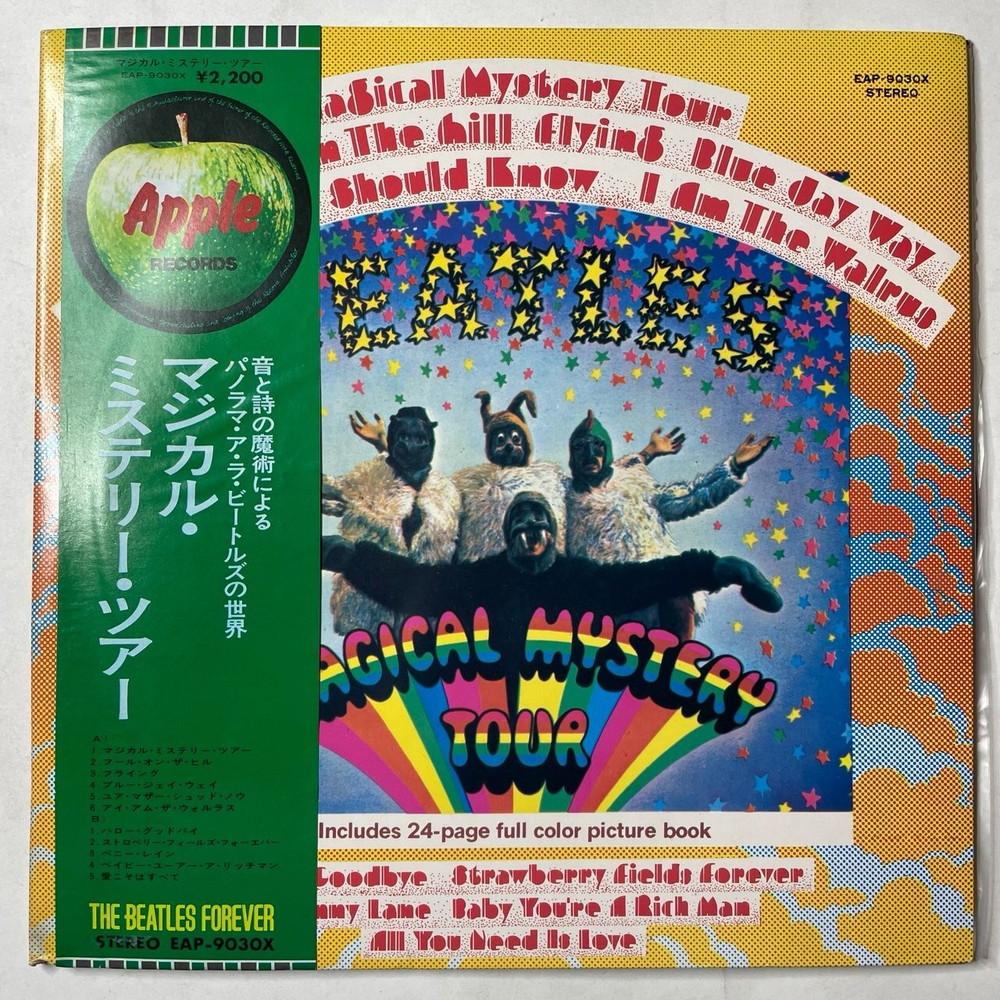 マジカル・ミステリー・ツアー
EAP-9030X ¥2,200
Apple
RECORDS
音と詩の魔術による
パノラマ・ア・ラ・ビートルズの世界
マジカル・
ミステリー・ツアー
A)
1. マジカル・ミステリー・ツアー
2. フール・オン・ザ・ヒル
3. フライング
4. ブルー・ジェイ・ウェイ
5. ユア・マザー・シュッド・ノウ
6. アイ・アム・ザ・ウォルラス
B)
1. ハロー・グッドバイ
2. ストロベリー・フィールズ・フォーエバー
3. ペニー・レイン
4. ベイビー・ユー・アー・ア・リッチマン
5. 愛こそはすべて
THE BEATLES FOREVER
STEREO EAP-9030X
EAP-9030X
STEREO
agical Mystery Tour
n The Hill Flying Blue Jay Way
Should Know I Am The Walrus
EATLES
AGICAL MYSTERY
TOUR
Includes 24-page full color picture book
Goodbye Strawberry Fields Forever
nny Lane Baby You're A Rich Man
All You Need Is Love